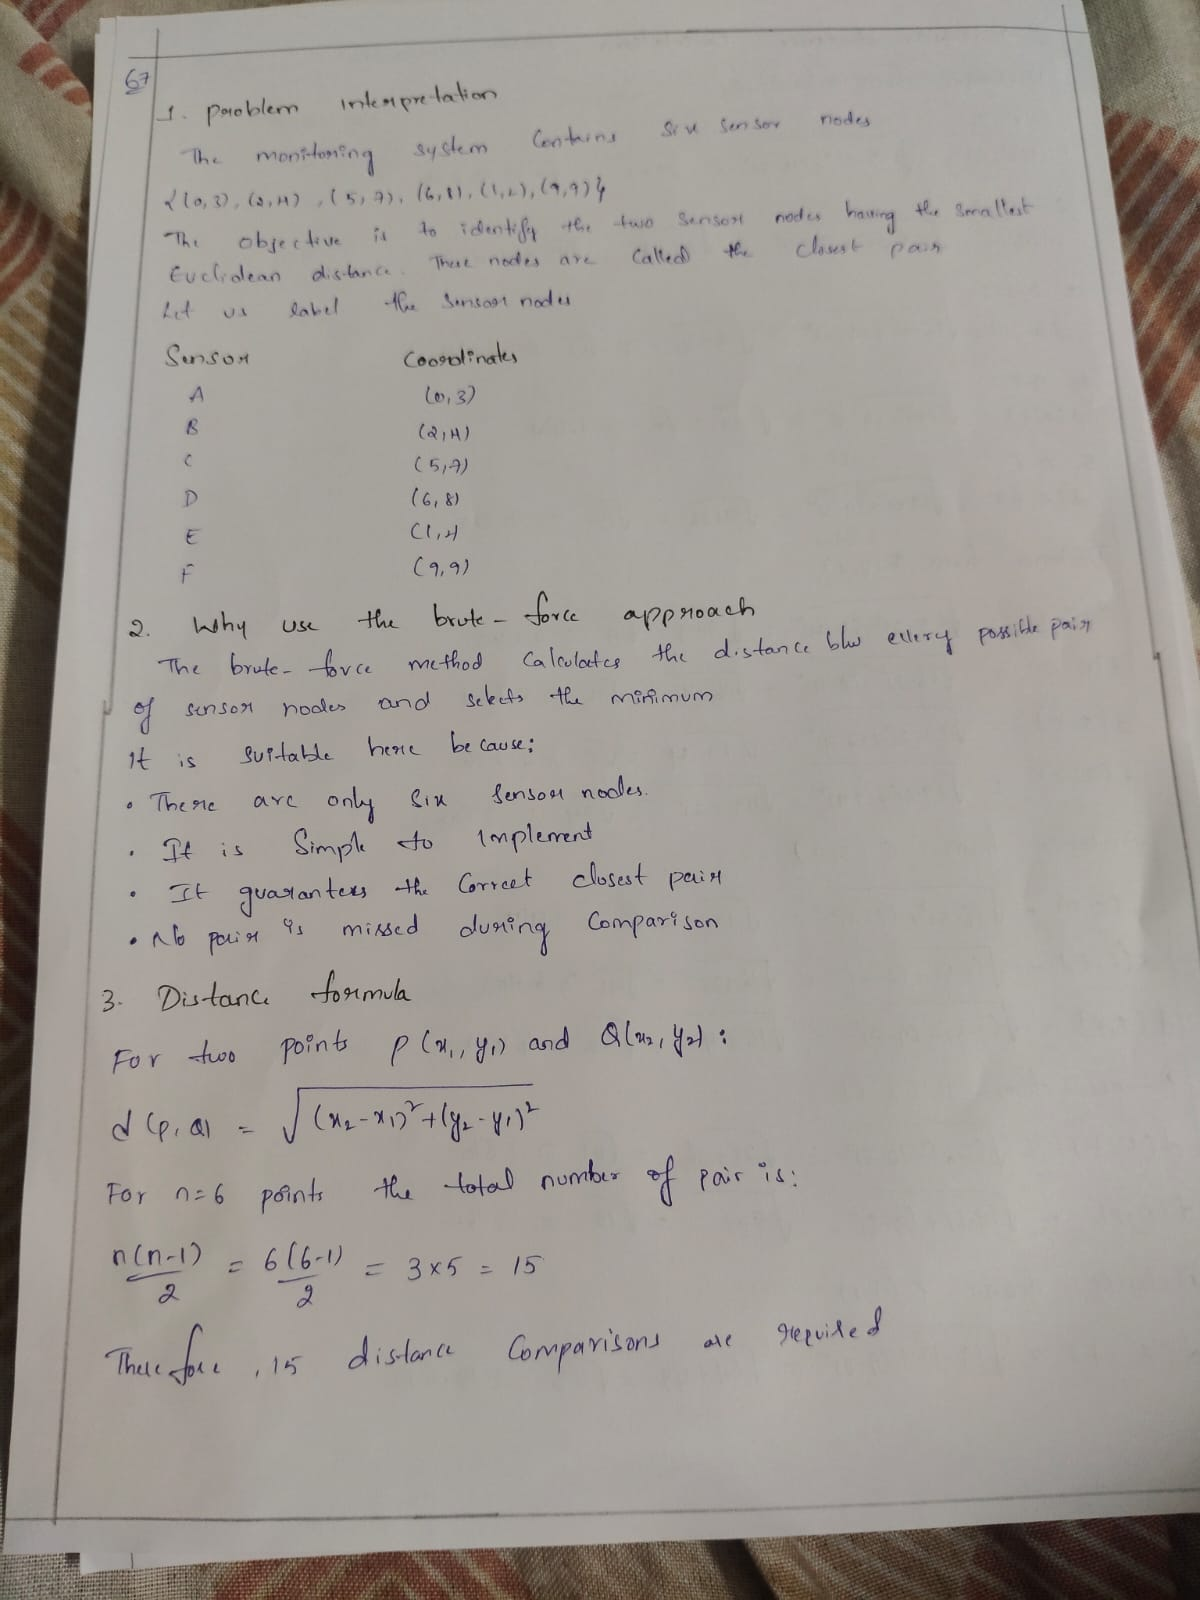 67
1. problem interpretation
The monitoring system Contains six sensor nodes
{(0,3), (2,4), (5,7), (6,8), (1,2), (9,9)}
The objective is to identify the two sensor nodes having the smallest
Euclidean distance. These nodes are called the closest pair
Let us label the sensor nodes
Sensor Coordinates
A (0,3)
B (2,4)
C (5,7)
D (6,8)
E
F (9,9)
2. Why use the brute-force approach
The brute-force method Calculates the distance b/w every possible pair
of sensor nodes and selects the minimum
It is suitable here because:
• There are only six sensor nodes.
• It is Simple to implement
• It guarantees the Correct closest pair
• No pair is missed during Comparison
3. Distance formula
For two points P(x₁, y₁) and Q(x₂, y₂) :
d(P,Q) = √(x₂-x₁)²+(y₂-y₁)²
For n=6 points the total number of pair is:
n(n-1)/2 = 6(6-1)/2 = 3×5 = 15
Therefore, 15 distance Comparisons are required